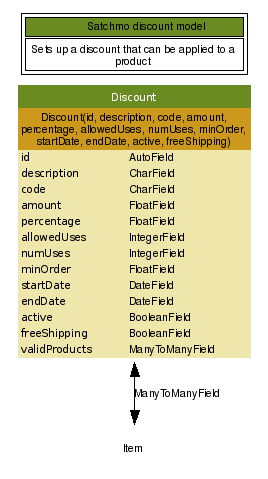 Satchmo discount model
Sets up a discount that can be applied to a
product
Discount
Discount(id, description, code, amount,
percentage, allowedUses, numUses, minOrder,
startDate, endDate, active, freeShipping)
id AutoField
description CharField
code CharField
amount FloatField
percentage FloatField
allowedUses IntegerField
numUses IntegerField
minOrder FloatField
startDate DateField
endDate DateField
active BooleanField
freeShipping BooleanField
validProducts ManyToManyField
ManyToManyField
Item